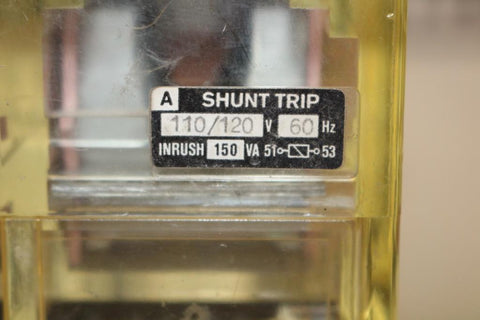 A SHUNT TRIP
110/120 V 60 Hz
INRUSH 150 VA 51 53